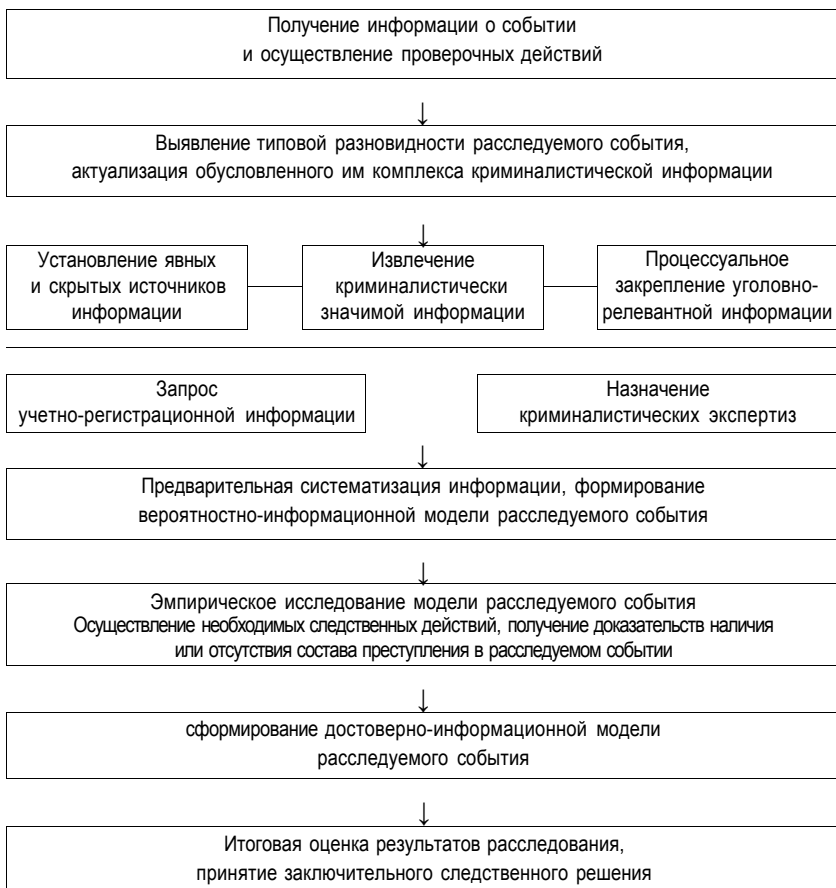 Получение информации о событии
и осуществление проверочных действий
↓
Выявление типовой разновидности расследуемого события,
актуализация обусловленного им комплекса криминалистической информации
↓
Установление явных
и скрытых источников
информации
Извлечение
криминалистически
значимой информации
Процессуальное
закрепление уголовно-
релевантной информации
Запрос
учетно-регистрационной информации
Назначение
криминалистических экспертиз
↓
Предварительная систематизация информации, формирование
вероятностно-информационной модели расследуемого события
↓
Эмпирическое исследование модели расследуемого события
Осуществление необходимых следственных действий, получение доказательств наличия
или отсутствия состава преступления в расследуемом событии
↓
сформирование достоверно-информационной модели
расследуемого события
↓
Итоговая оценка результатов расследования,
принятие заключительного следственного решения